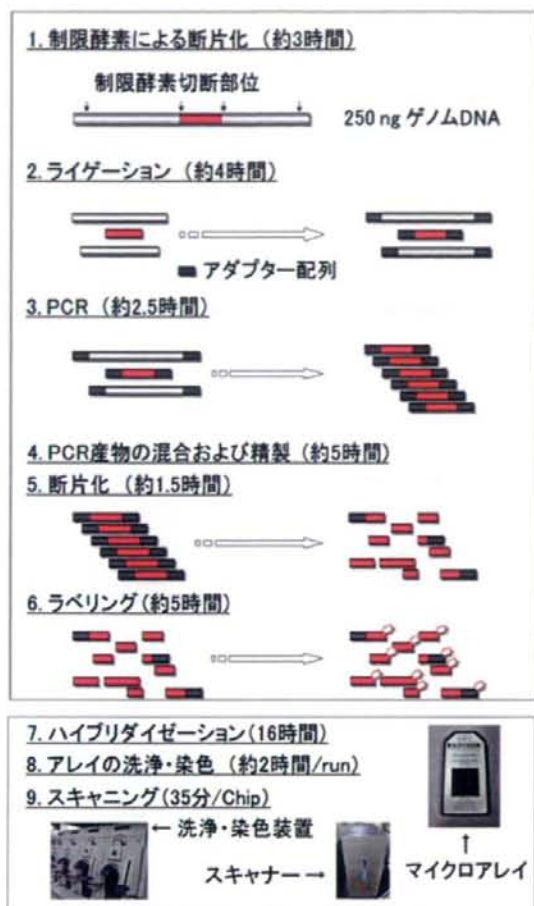 1. 制限酵素による断片化 (約3時間)
制限酵素切断部位
250 ng ゲノムDNA
2. ライゲーション (約4時間)
アダプター配列
3. PCR (約2.5時間)
4. PCR産物の混合および精製 (約5時間)
5. 断片化 (約1.5時間)
6. ラベリング(約5時間)
7. ハイブリダイゼーション(16時間)
8. アレイの洗浄・染色 (約2時間/run)
9. スキャニング(35分/Chip)
←洗浄・染色装置
スキャナー→
マイクロアレイ